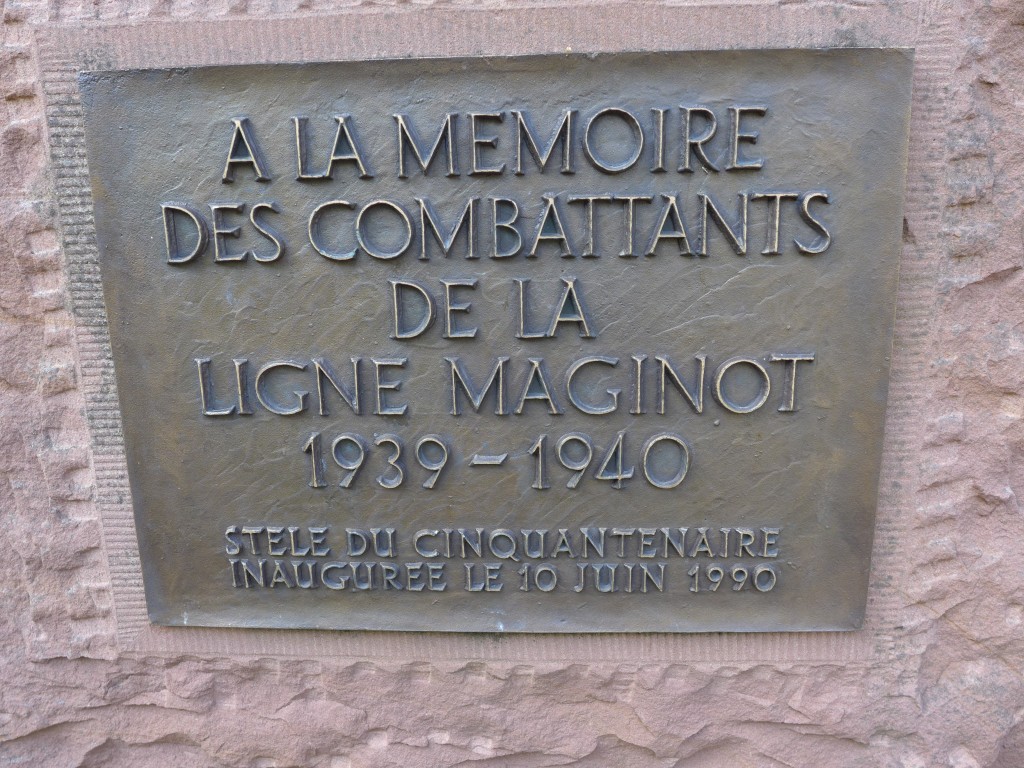 A LA MEMOIRE
DES COMBATTANTS
DE LA
LIGNE MAGINOT
1939 - 1940
STELE DU CINQUANTENAIRE
INAUGUREE LE 10 JUIN 1990